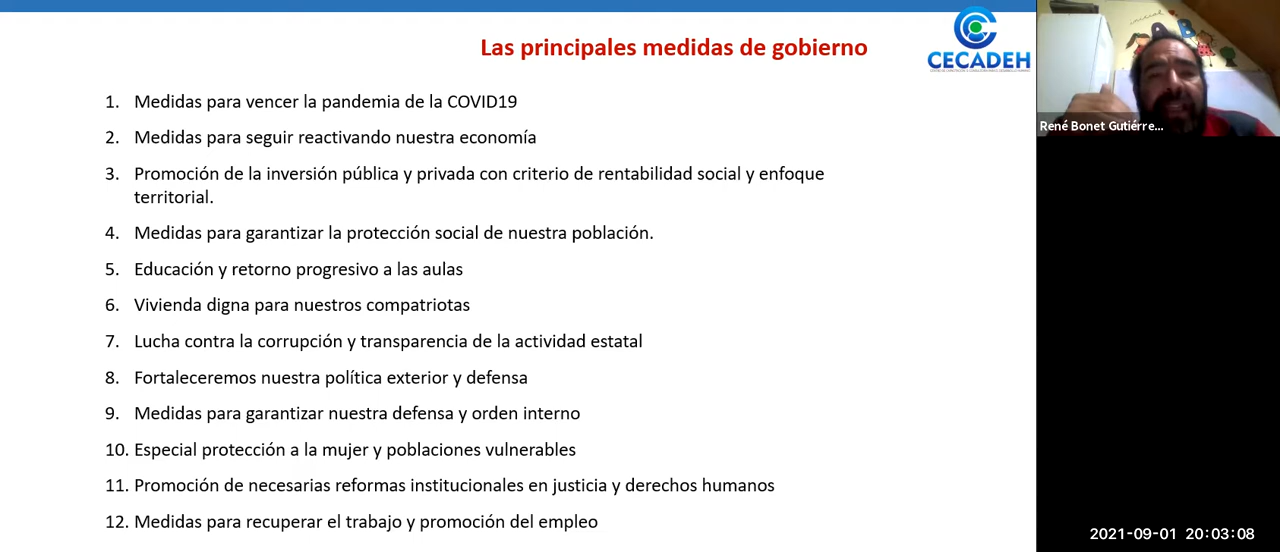 Las principales medidas de gobierno
CECADEH
1. Medidas para vencer la pandemia de la COVID19
2. Medidas para seguir reactivando nuestra economía
3. Promoción de la inversión pública y privada con criterio de rentabilidad social y enfoque
territorial.
4. Medidas para garantizar la protección social de nuestra población.
5. Educación y retorno progresivo a las aulas
6. Vivienda digna para nuestros compatriotas
7. Lucha contra la corrupción y transparencia de la actividad estatal
8. Fortaleceremos nuestra política exterior y defensa
9. Medidas para garantizar nuestra defensa y orden interno
10. Especial protección a la mujer y poblaciones vulnerables
11. Promoción de necesarias reformas institucionales en justicia y derechos humanos
12. Medidas para recuperar el trabajo y promoción del empleo
inicial
René Bonet Gutiérre...
2021-09-01 20:03:08